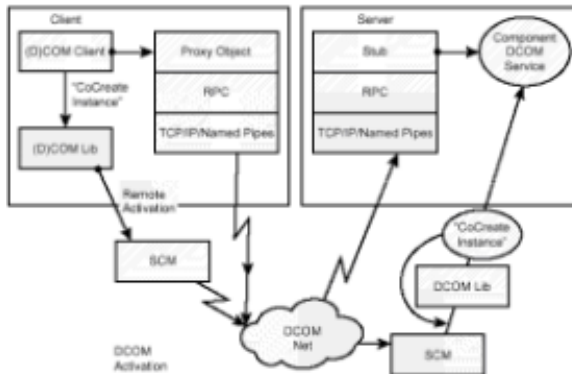 Client
(D)COM Client
"CoCreate
Instance"
(D)COM Lib
Proxy Object
RPC
TCP/IP/Named Pipes
Remote
Activation
SCM
Server
Stub
RPC
TCP/IP/Named Pipes
Component
DCOM
Service
"CoCreate
Instance"
DCOM Lib
SCM
DCOM
Net
DCOM
Activation